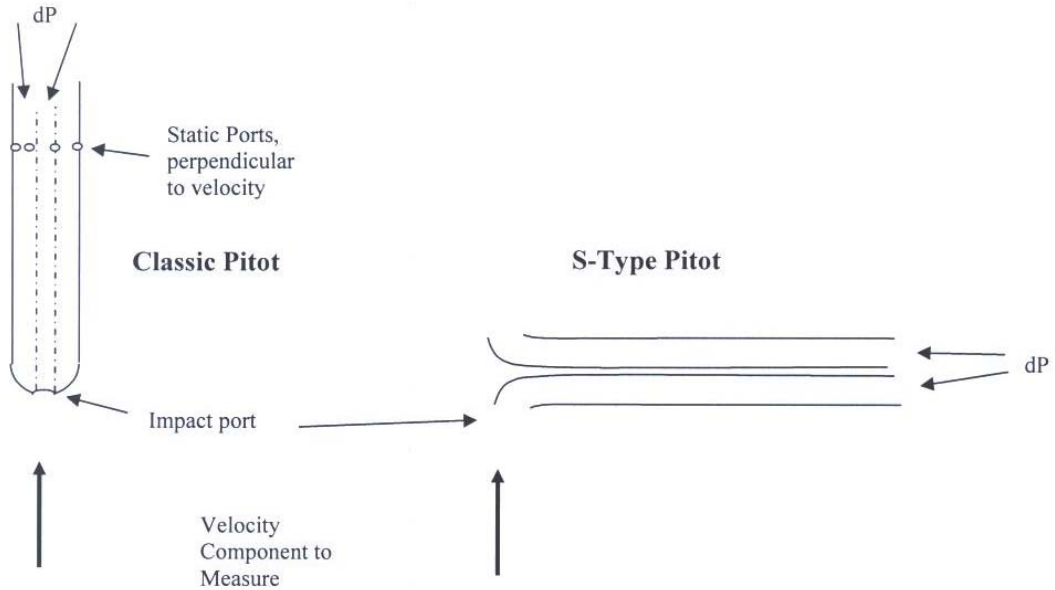 dP
Static Ports,
perpendicular
to velocity
Classic Pitot
S-Type Pitot
dP
Impact port
Velocity
Component to
Measure